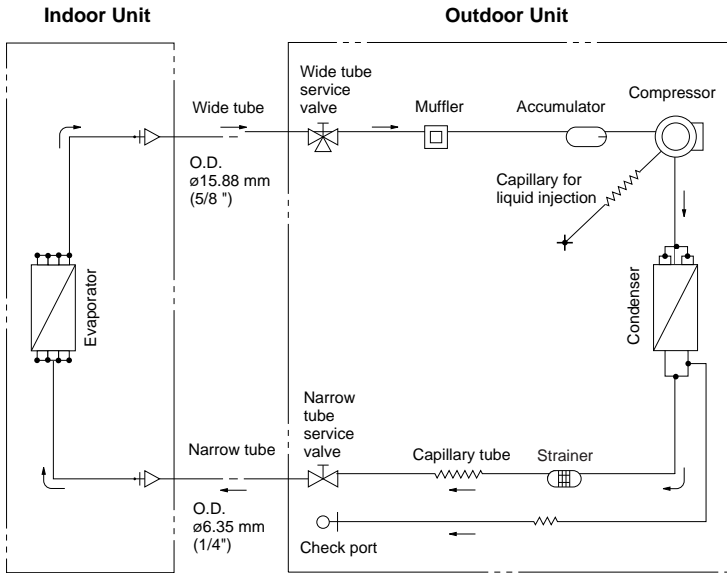 Indoor Unit
Outdoor Unit
Wide tube
Wide tube
service
valve
Muffler
Accumulator
Compressor
O.D.
ø15.88 mm
(5/8 ")
Capillary for
liquid injection
Evaporator
Condenser
Narrow tube
Narrow
tube
service
valve
Capillary tube
Strainer
O.D.
ø6.35 mm
(1/4")
Check port